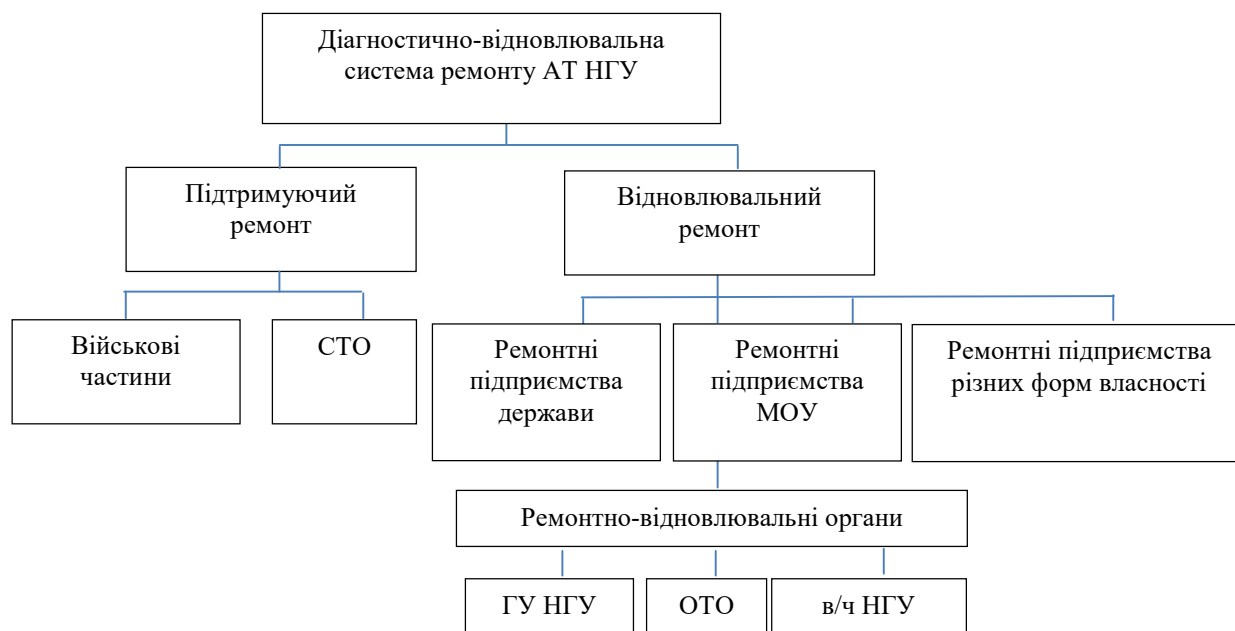 Діагностично-відновлювальна
система ремонту АТ НГУ
Підтримуючий
ремонт
Відновлювальний
ремонт
Військові
частини
СТО
Ремонтні
підприємства
держави
Ремонтні
підприємства
МОУ
Ремонтні підприємства
різних форм власності
Ремонтно-відновлювальні органи
ГУ НГУ
ОТО
в/ч НГУ